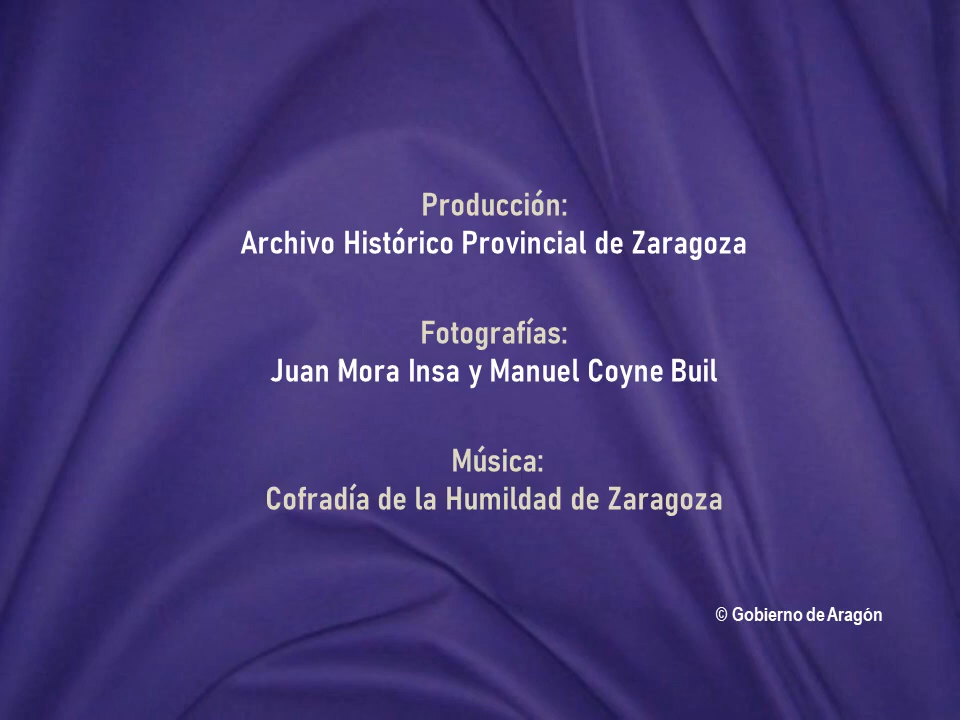 Producción:
Archivo Histórico Provincial de Zaragoza
Fotografías:
Juan Mora Insa y Manuel Coyne Buil
Música:
Cofradía de la Humildad de Zaragoza
© Gobierno de Aragón